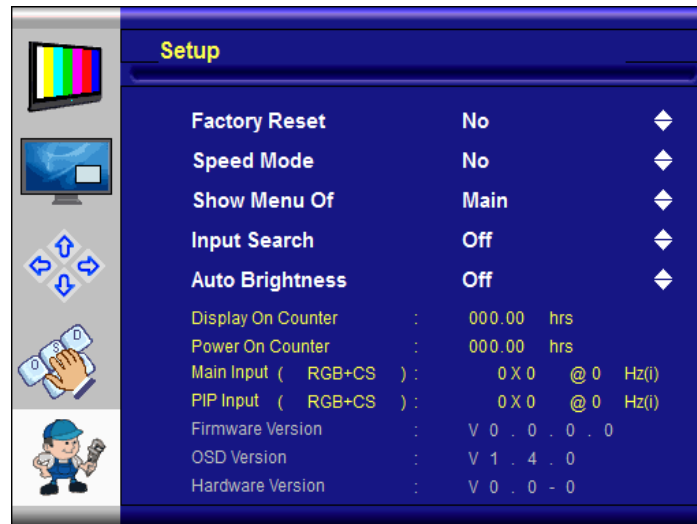 Setup
Factory Reset No
Speed Mode No
Show Menu Of Main
Input Search Off
Auto Brightness Off
Display On Counter : 000.00 hrs
Power On Counter : 000.00 hrs
Main Input ( RGB+CS ) : 0 X 0 @ 0 Hz(i)
PIP Input ( RGB+CS ) : 0 X 0 @ 0 Hz(i)
Firmware Version : V 0 . 0 . 0 . 0
OSD Version : V 1 . 4 . 0
Hardware Version : V 0 . 0 - 0
O S D